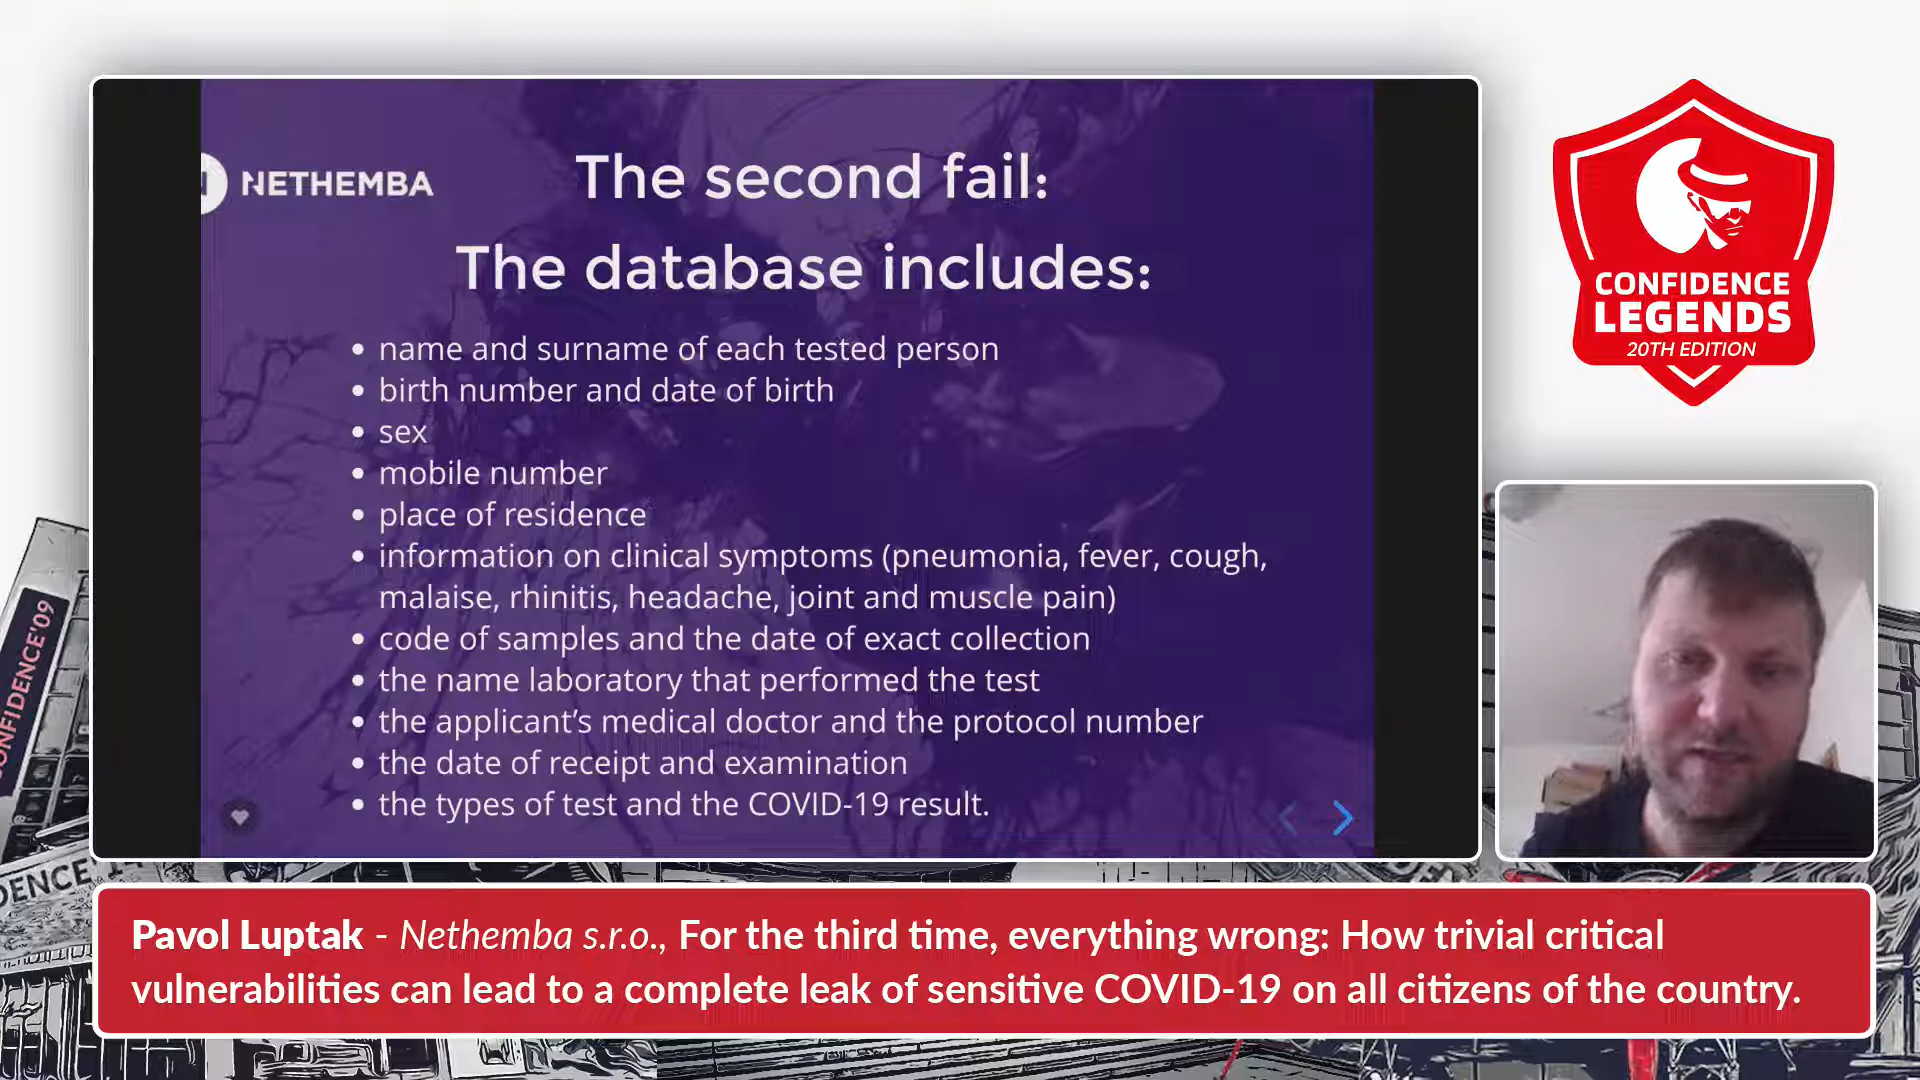 NETHEMBA
The second fail:
The database includes:
• name and surname of each tested person
• birth number and date of birth
• sex
• mobile number
• place of residence
• information on clinical symptoms (pneumonia, fever, cough,
malaise, rhinitis, headache, joint and muscle pain)
• code of samples and the date of exact collection
• the name laboratory that performed the test
• the applicant’s medical doctor and the protocol number
• the date of receipt and examination
• the types of test and the COVID-19 result.
CONFIDENCE
LEGENDS
20TH EDITION
ONFIDENCE'09
DENCE
Pavol Luptak - Nethemba s.r.o., For the third time, everything wrong: How trivial critical
vulnerabilities can lead to a complete leak of sensitive COVID-19 on all citizens of the country.